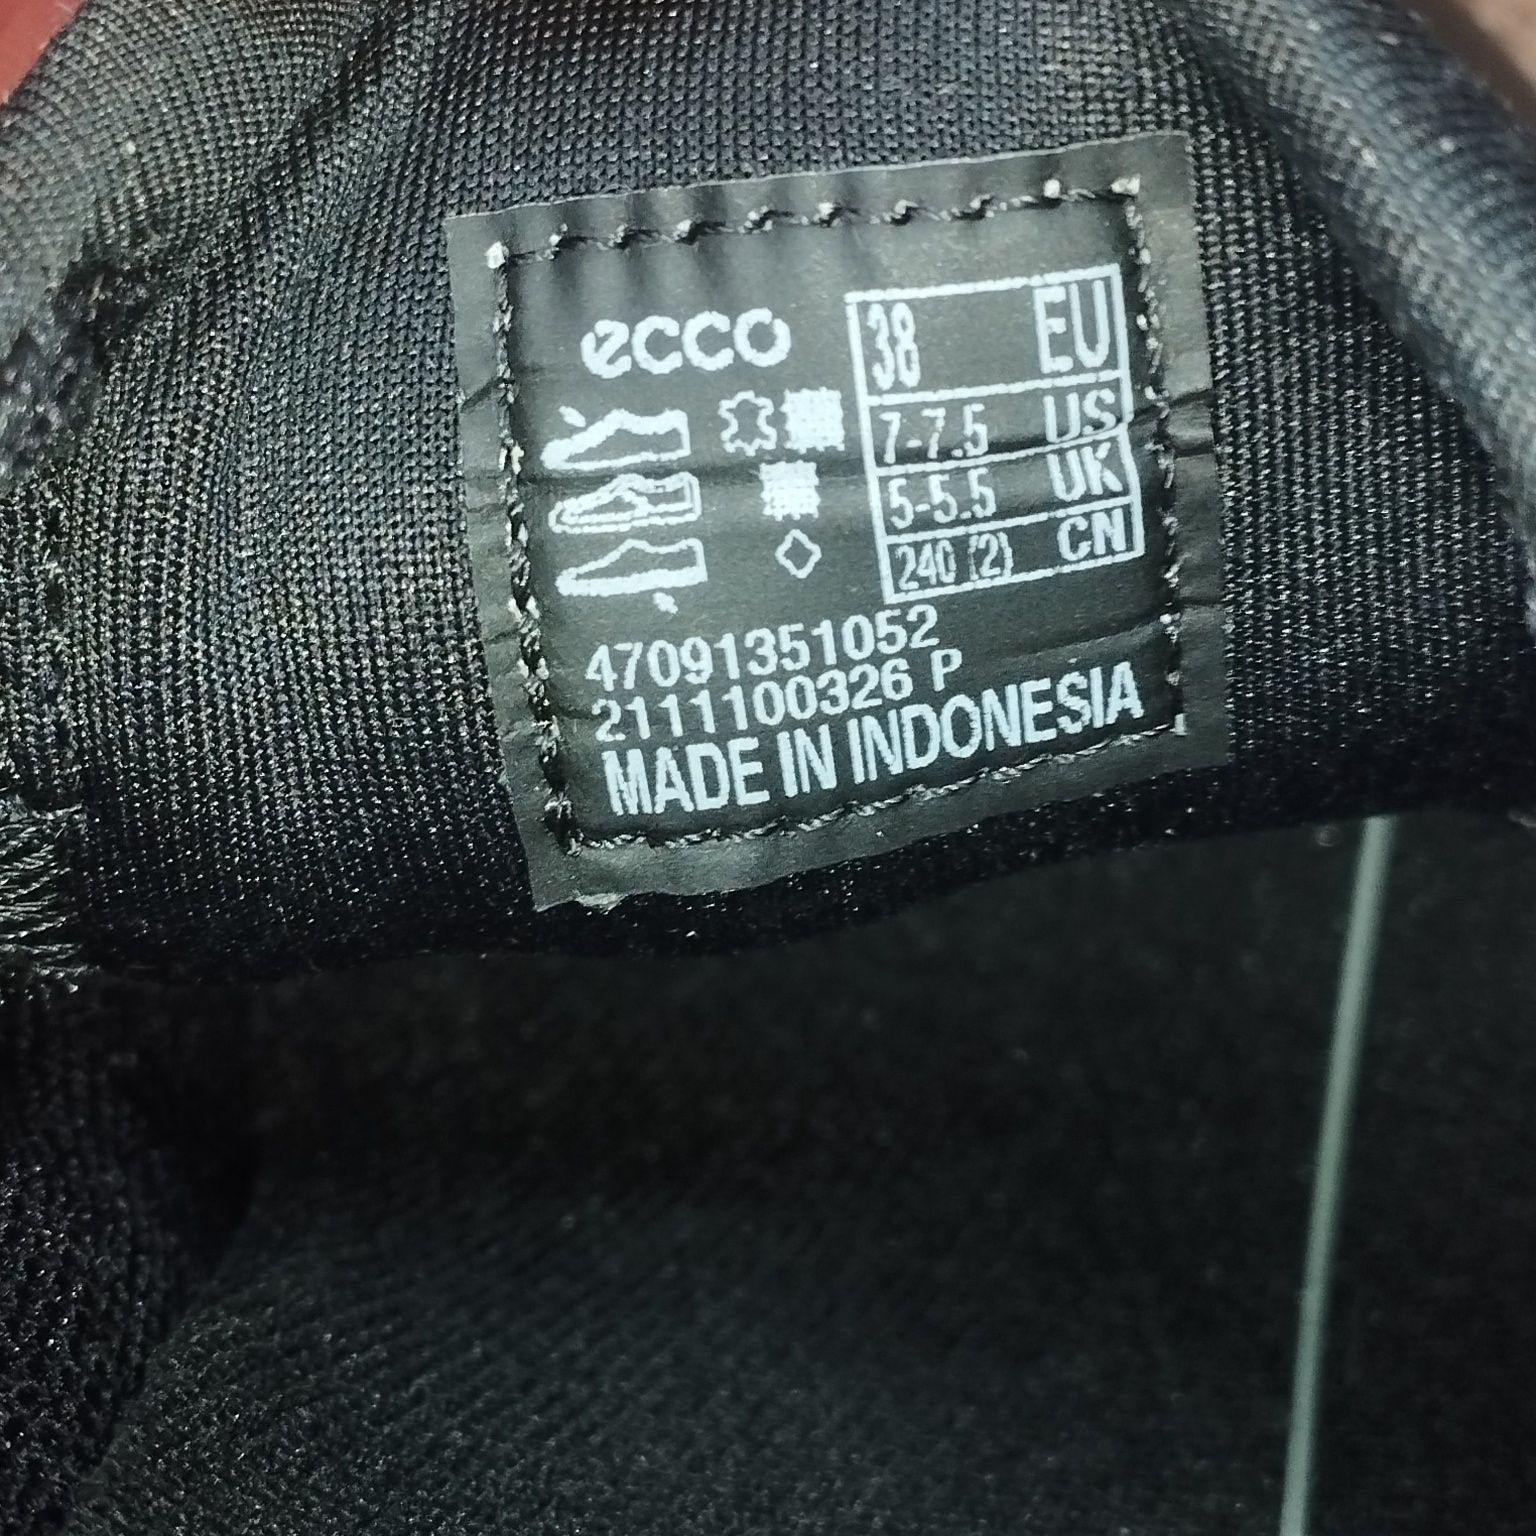 ecco
38 EU
7-7.5 US
5-5.5 UK
240 (2) CN
47091351052
2111100326 P
MADE IN INDONESIA